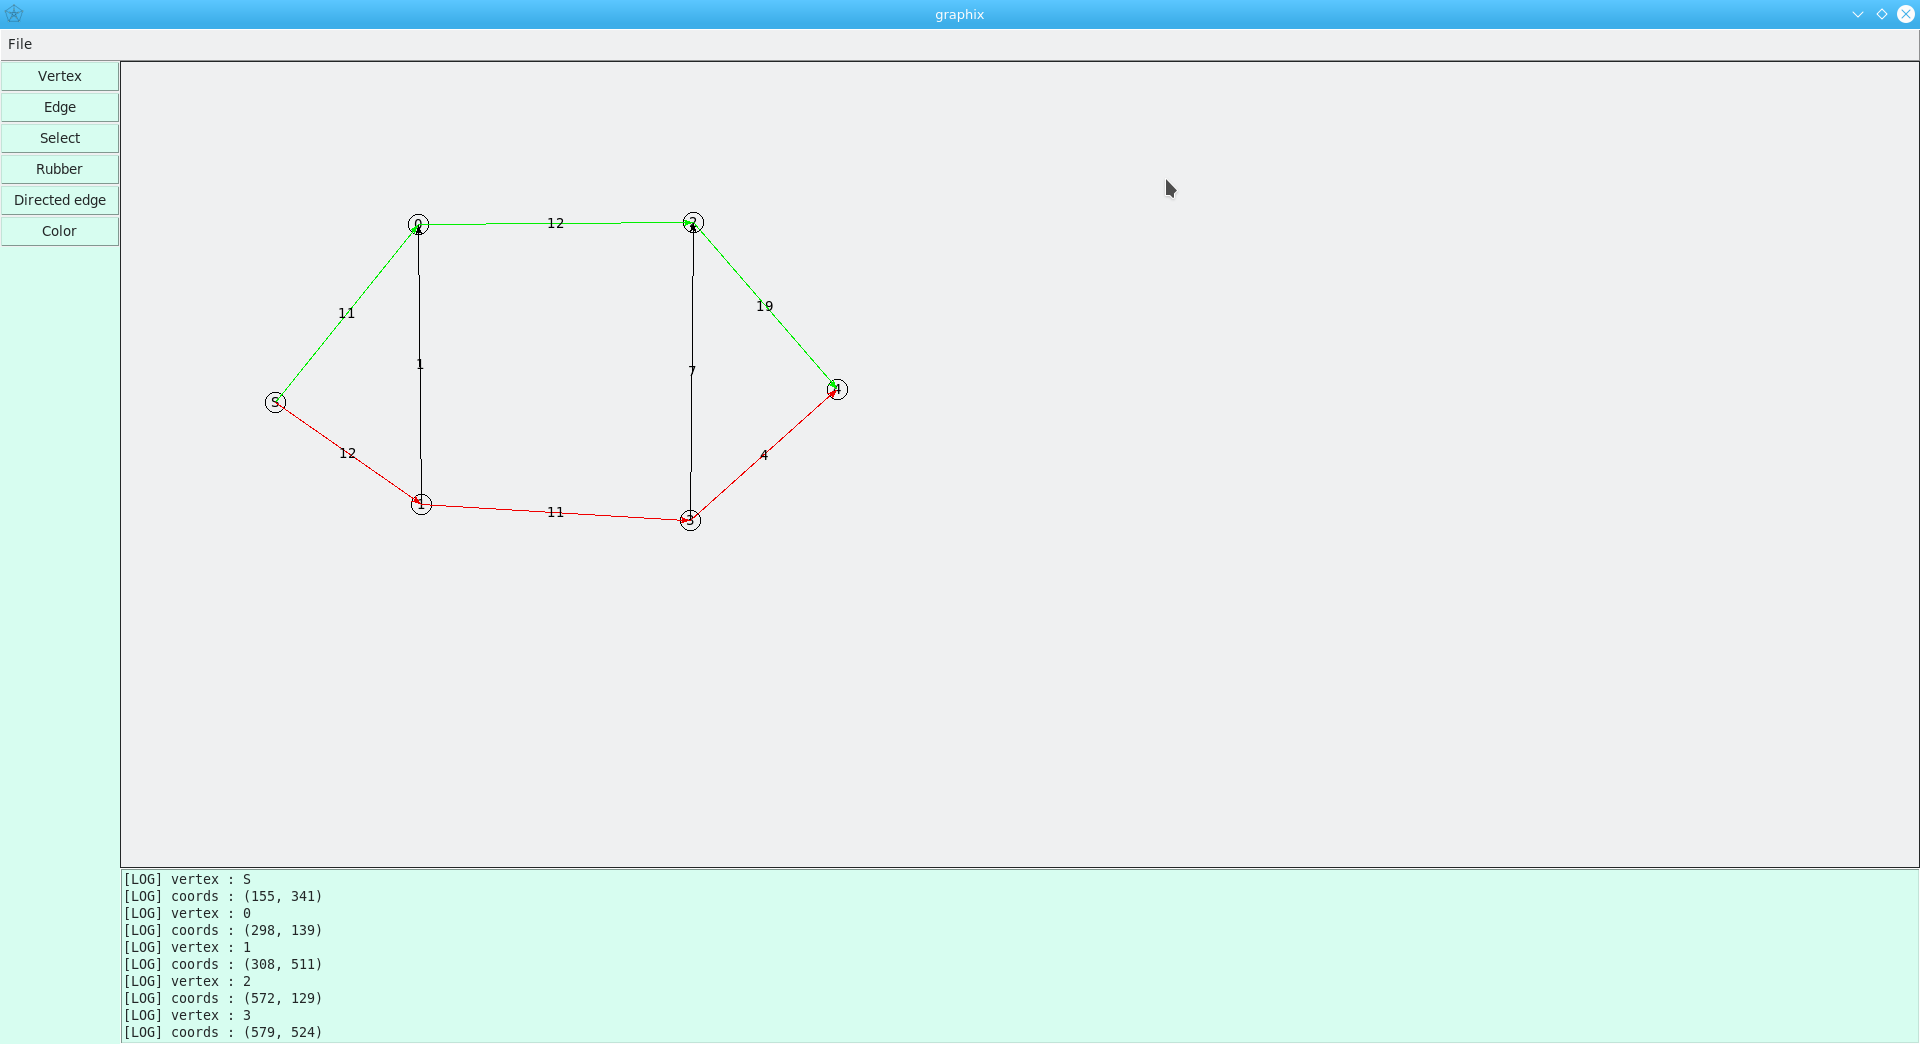 graphix
File
Vertex
Edge
Select
Rubber
Directed edge
Color
0
12
2
11
19
1
7
S
4
12
4
1
11
3
[LOG] vertex : S
[LOG] coords : (155, 341)
[LOG] vertex : 0
[LOG] coords : (298, 139)
[LOG] vertex : 1
[LOG] coords : (308, 511)
[LOG] vertex : 2
[LOG] coords : (572, 129)
[LOG] vertex : 3
[LOG] coords : (579, 524)